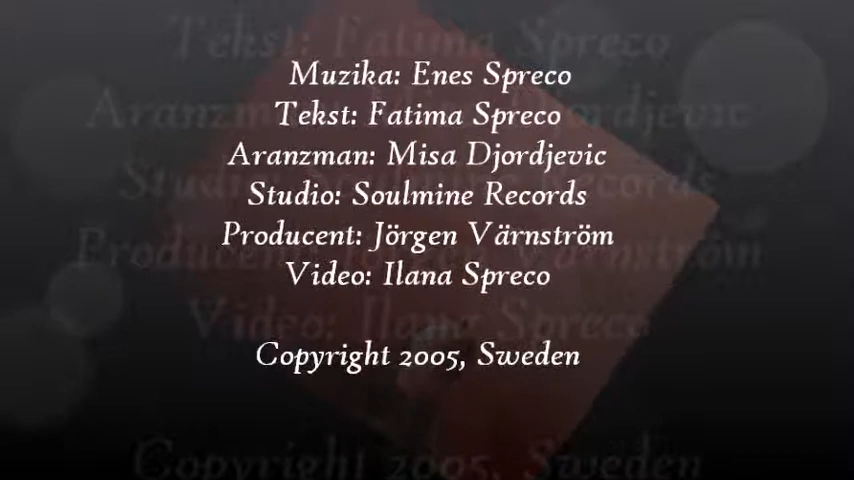 Muzika: Enes Spreco
Tekst: Fatima Spreco
Aranzman: Misa Djordjevic
Studio: Soulmine Records
Producent: Jörgen Värnström
Video: Ilana Spreco
Copyright 2005, Sweden